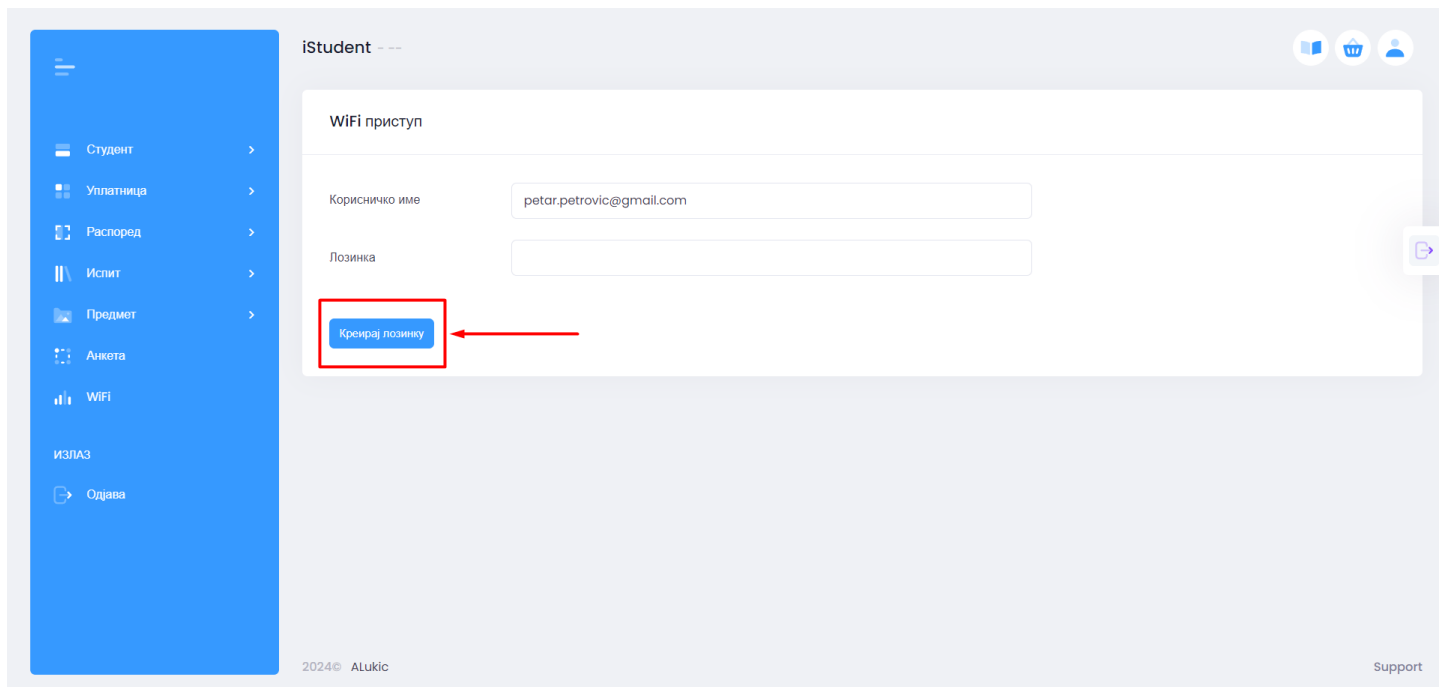 iStudent - --
Студент
Уплатница
Распоред
Испит
Предмет
Анкета
WiFi
ИЗЛАЗ
Одјава
WiFi приступ
Корисничко име
petar.petrovic@gmail.com
Лозинка
Креирај лозинку
2024© ALukic
Support